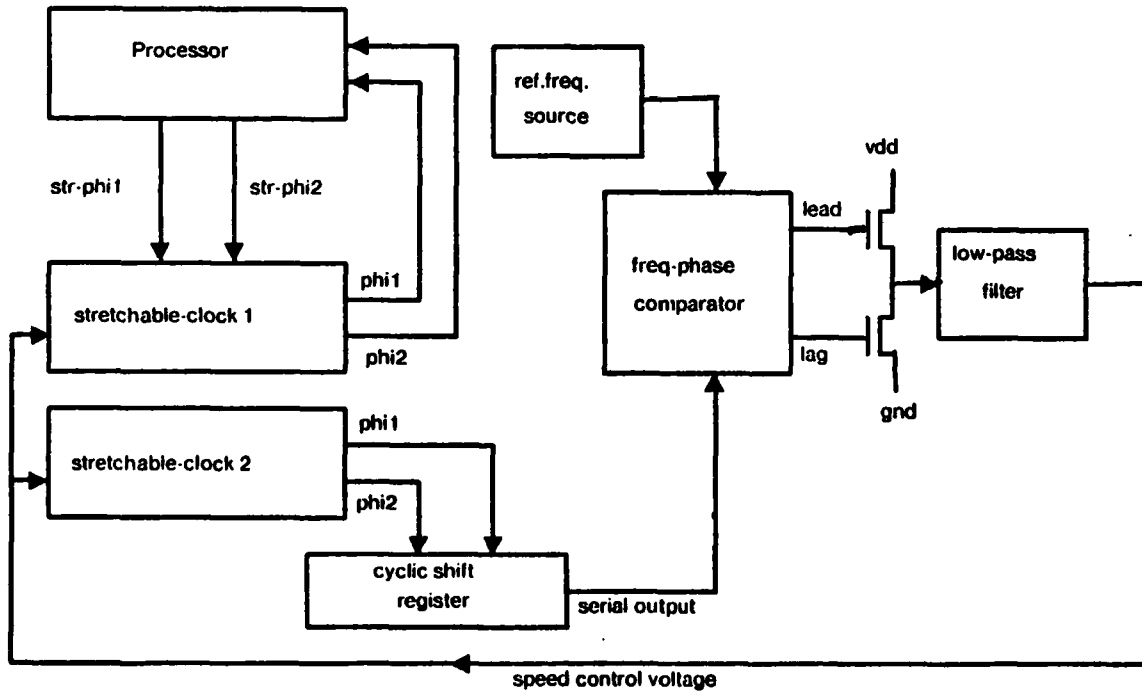 Processor
ref.freq.
source
vdd
str-phi1
str-phi2
lead
low-pass
filter
freq-phase
comparator
phi1
stretchable-clock 1
phi2
lag
gnd
phi1
stretchable-clock 2
phi2
cyclic shift
register
serial output
speed control voltage